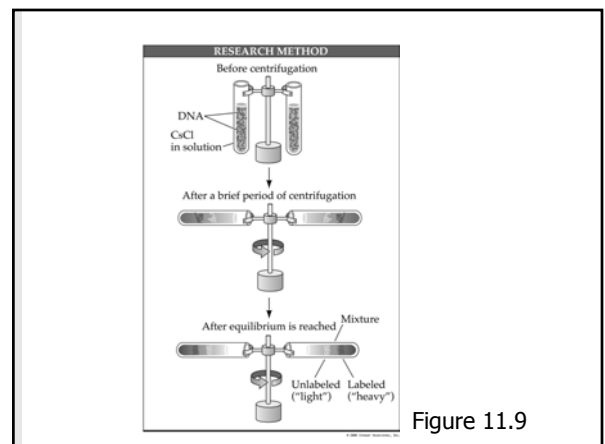 RESEARCH METHOD
Before centrifugation
DNA
CsCl
in solution
After a brief period of centrifugation
After equilibrium is reached
Mixture
Unlabeled
("light")
Labeled
("heavy")
Figure 11.9